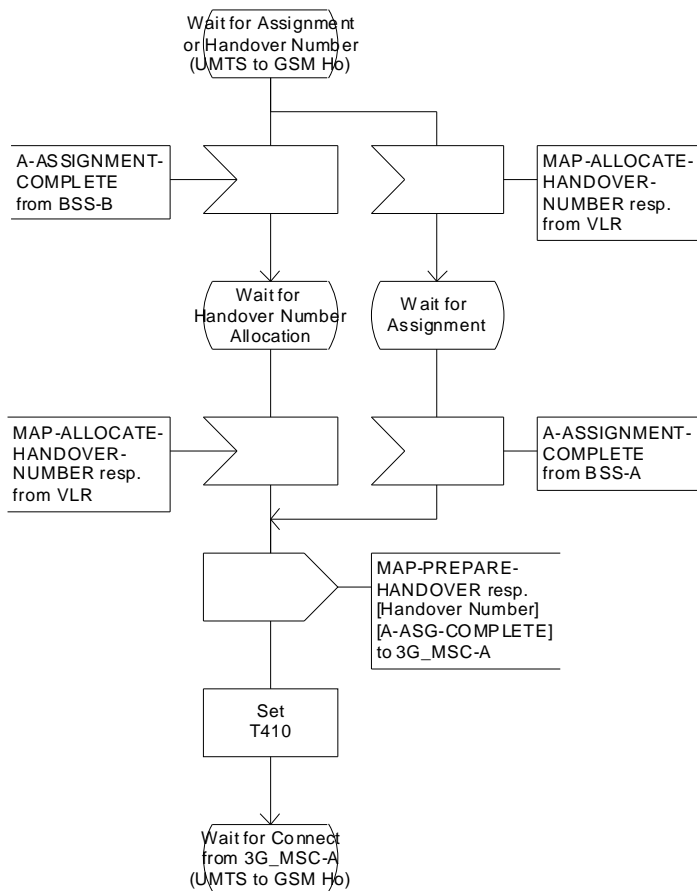 Wait for Assignment
or Handover Number
(UMTS to GSM Ho)
A-ASSIGNMENT-
COMPLETE
from BSS-B
MAP-ALLOCATE-
HANDOVER-
NUMBER resp.
from VLR
Wait for
Handover Number
Allocation
Wait for
Assignment
MAP-ALLOCATE-
HANDOVER-
NUMBER resp.
from VLR
A-ASSIGNMENT-
COMPLETE
from BSS-A
MAP-PREPARE-
HANDOVER resp.
[Handover Number]
[A-ASG-COMPLETE]
to 3G_MSC-A
Set
T410
Wait for Connect
from 3G_MSC-A
(UMTS to GSM Ho)